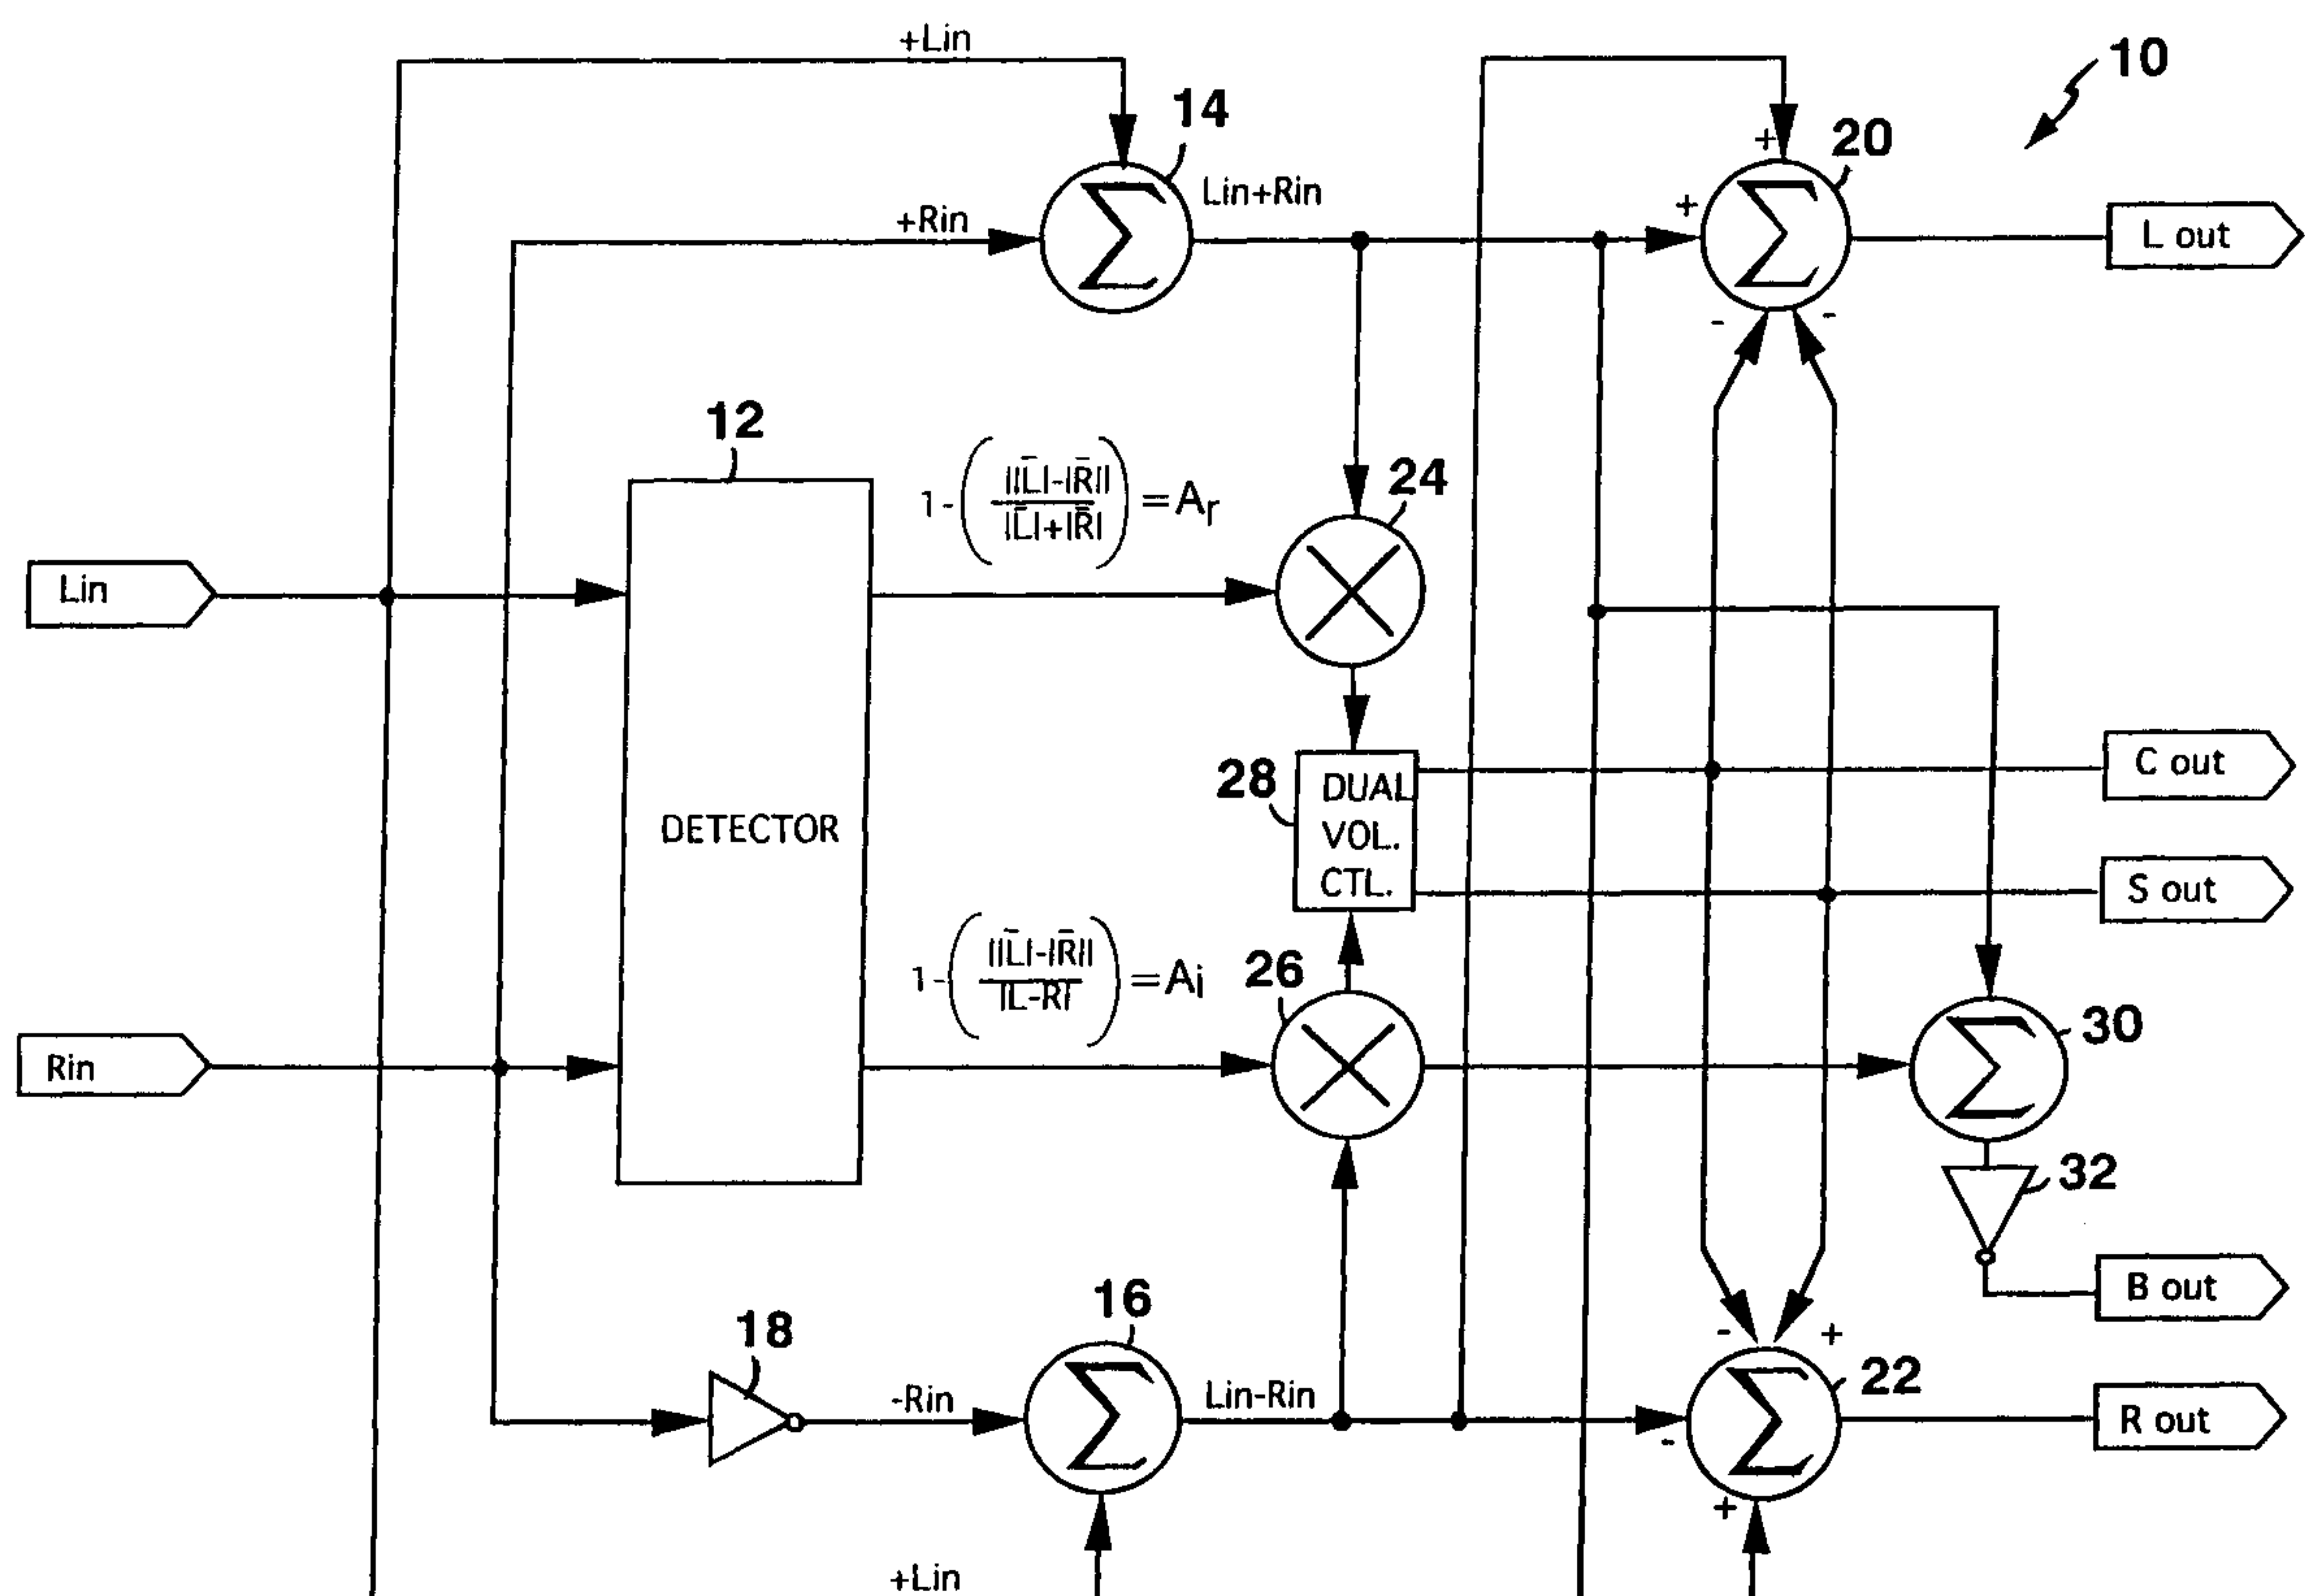 +Lin
10
14
20
Lin+Rin
+
+Rin
+
L out
Σ
Σ
-
-
12
24
1-(||L̄|-|R̄||/|L̄|+|R̄|)=Ar
Lin
28
DUAL
VOL.
CTL.
C out
DETECTOR
S out
26
1-(||L̄|-|R̄||/|L-R|)=Ai
30
Rin
Σ
32
B out
16
18
-
+
22
-Rin
Lin-Rin
R out
Σ
-
Σ
+
+Lin